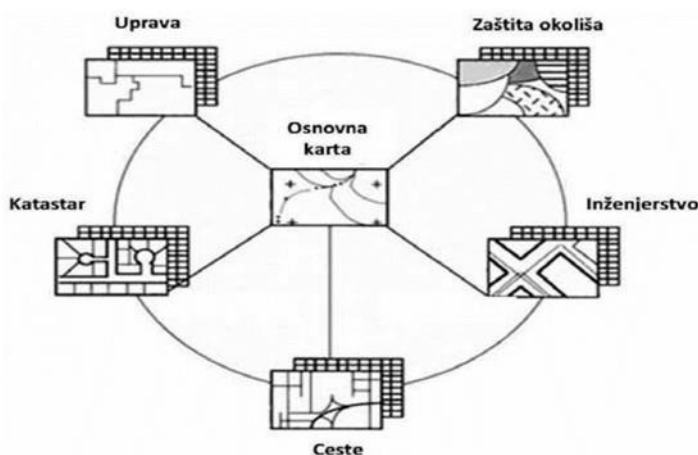 Uprava
Zaštita okoliša
Osnovna
karta
Katastar
Inženjerstvo
Ceste